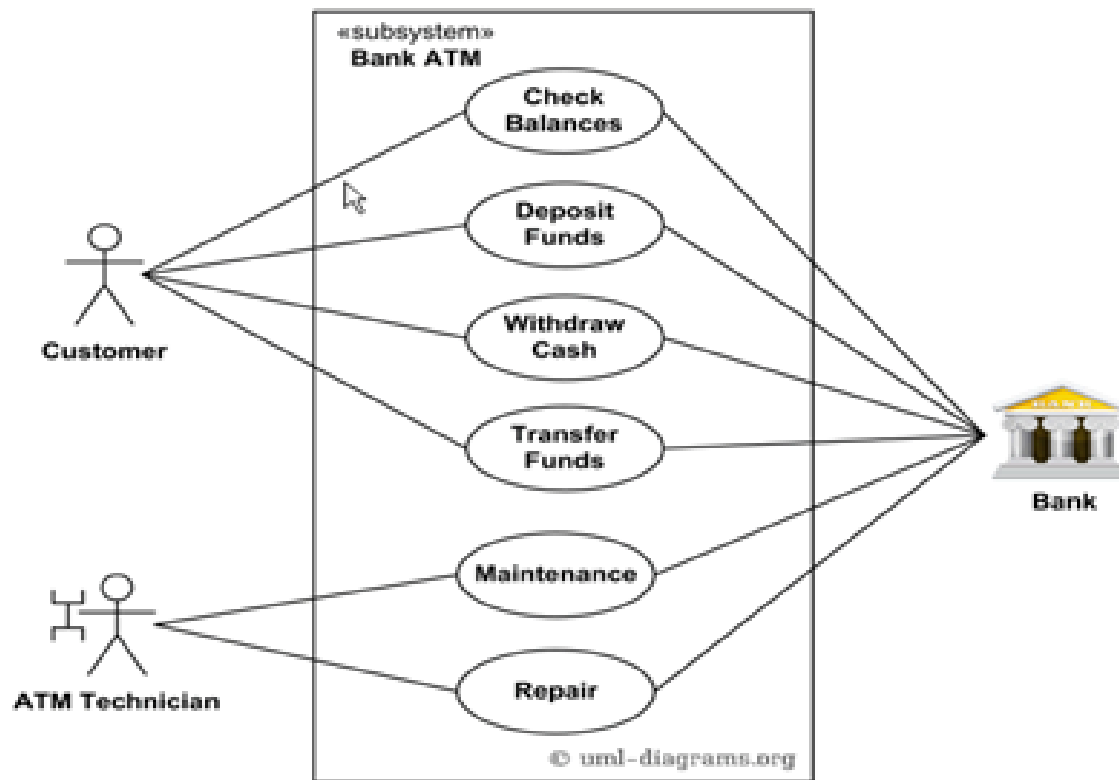 «subsystem»
Bank ATM
Check
Balances
Deposit
Funds
Customer
Withdraw
Cash
Transfer
Funds
BANK
Bank
Maintenance
ATM Technician
Repair
© uml-diagrams.org